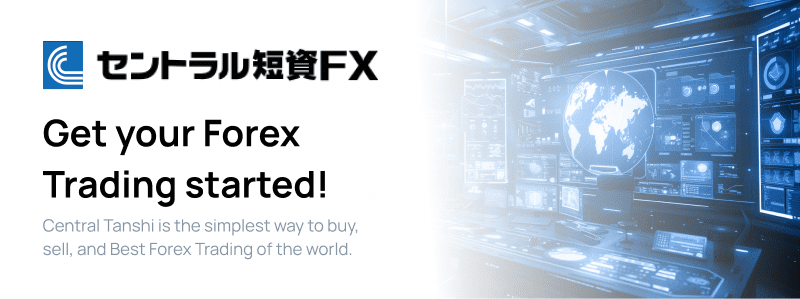 セントラル短資FX
Get your Forex
Trading started!
Central Tanshi is the simplest way to buy,
sell, and Best Forex Trading of the world.